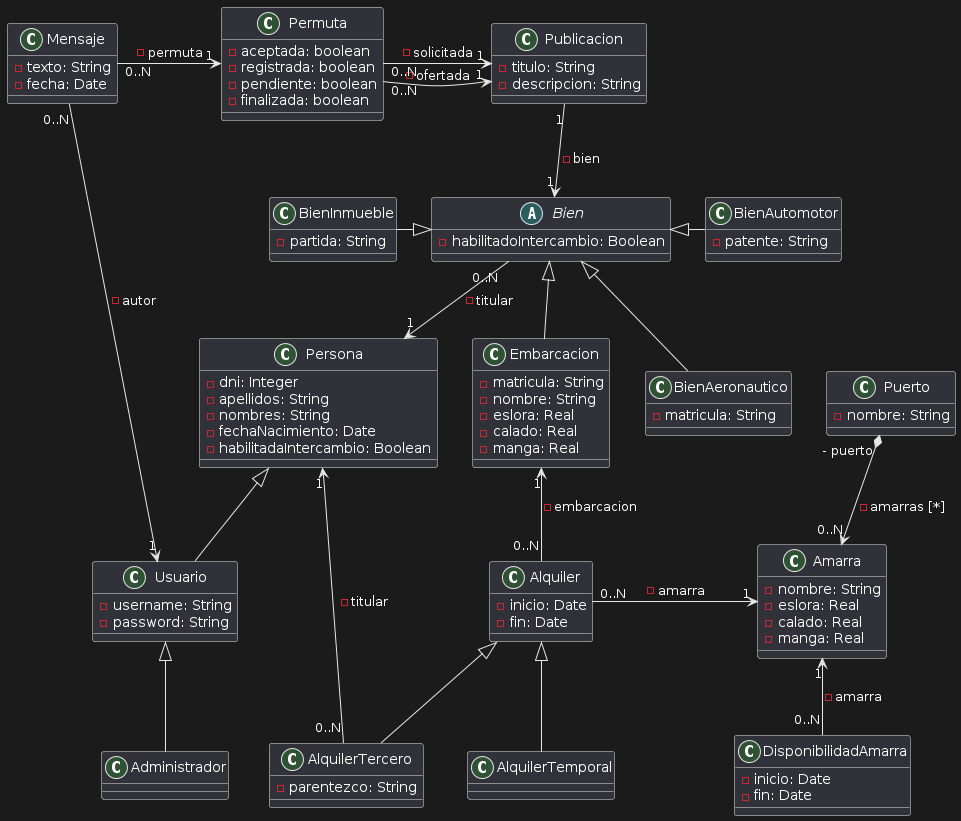 C Mensaje
texto: String
fecha: Date
permuta
1
0..N
C Permuta
aceptada: boolean
registrada: boolean
pendiente: boolean
finalizada: boolean
solicitada
1
0..N
ofertada
1
0..N
C Publicacion
titulo: String
descripcion: String
0..N
1
bien
1
C BienInmueble
partida: String
A Bien
habilitadoIntercambio: Boolean
C BienAutomotor
patente: String
autor
0..N
titular
1
C Persona
dni: Integer
apellidos: String
nombres: String
fechaNacimiento: Date
habilitadaIntercambio: Boolean
C Embarcacion
matricula: String
nombre: String
eslora: Real
calado: Real
manga: Real
C BienAeronautico
matricula: String
C Puerto
nombre: String
- puerto
amarras [*]
0..N
1
1
embarcacion
0..N
1
C Usuario
username: String
password: String
titular
C Alquiler
inicio: Date
fin: Date
0..N
amarra
1
C Amarra
nombre: String
eslora: Real
calado: Real
manga: Real
1
amarra
0..N
0..N
C Administrador
C AlquilerTercero
parentezco: String
C AlquilerTemporal
C DisponibilidadAmarra
inicio: Date
fin: Date